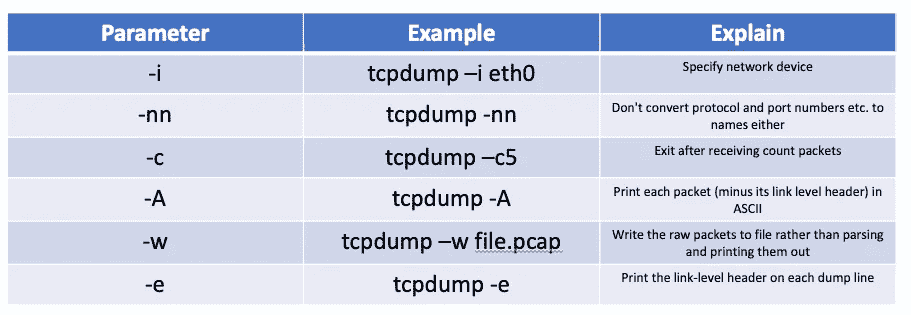 Parameter Example Explain
-i tcpdump –i eth0 Specify network device
-nn tcpdump -nn Don't convert protocol and port numbers etc. to
names either
-c tcpdump –c5 Exit after receiving count packets
-A tcpdump -A Print each packet (minus its link level header) in
ASCII
-w tcpdump –w file.pcap Write the raw packets to file rather than parsing
and printing them out
-e tcpdump -e Print the link-level header on each dump line